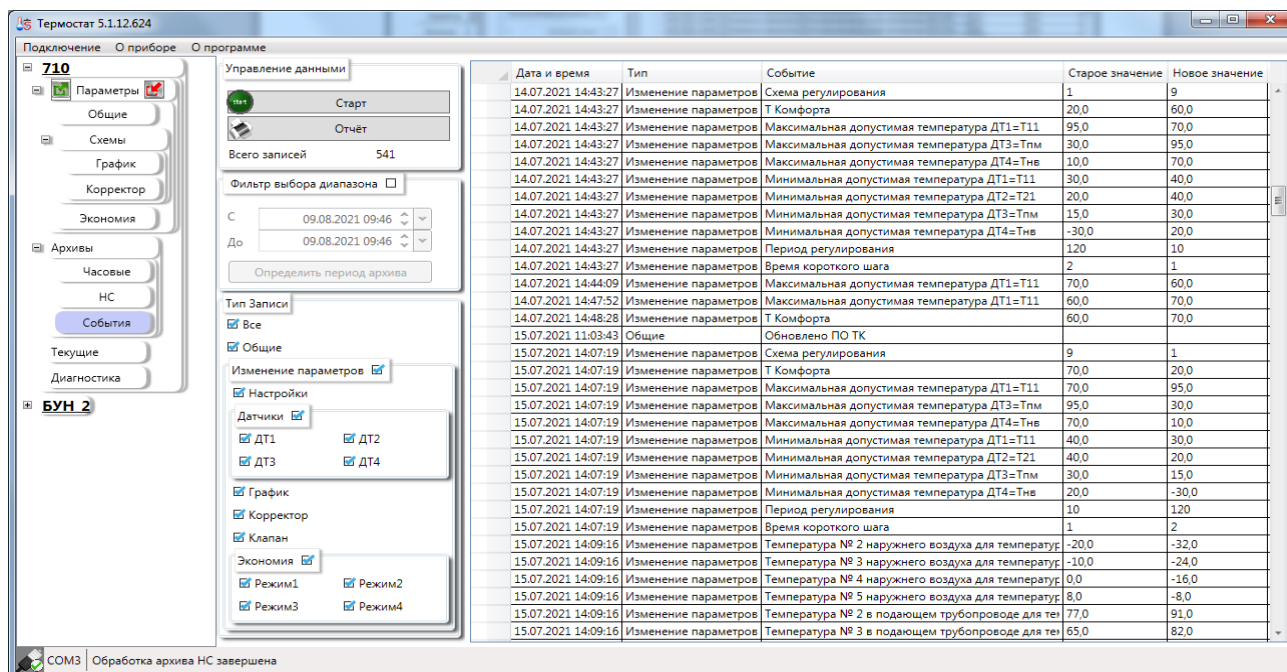 Термостат 5.1.12.624
Подключение О приборе О программе
710
Параметры
Общие
Схемы
График
Корректор
Экономия
Архивы
Часовые
НС
События
Текущие
Диагностика
БУН_2
Управление данными
start
Старт
Отчёт
Всего записей 541
Фильтр выбора диапазона
С 09.08.2021 09:46
До 09.08.2021 09:46
Определить период архива
Тип Записи
Все
Общие
Изменение параметров
Настройки
Датчики
ДТ1 ДТ2
ДТ3 ДТ4
График
Корректор
Клапан
Экономия
Режим1 Режим2
Режим3 Режим4
Дата и время Тип Событие Старое значение Новое значение
14.07.2021 14:43:27 Изменение параметров Схема регулирования 1 9
14.07.2021 14:43:27 Изменение параметров Т Комфорта 20,0 60,0
14.07.2021 14:43:27 Изменение параметров Максимальная допустимая температура ДТ1=Т11 95,0 70,0
14.07.2021 14:43:27 Изменение параметров Максимальная допустимая температура ДТ3=Тпм 30,0 95,0
14.07.2021 14:43:27 Изменение параметров Максимальная допустимая температура ДТ4=Тнв 10,0 70,0
14.07.2021 14:43:27 Изменение параметров Минимальная допустимая температура ДТ1=Т11 30,0 40,0
14.07.2021 14:43:27 Изменение параметров Минимальная допустимая температура ДТ2=Т21 20,0 40,0
14.07.2021 14:43:27 Изменение параметров Минимальная допустимая температура ДТ3=Тпм 15,0 30,0
14.07.2021 14:43:27 Изменение параметров Минимальная допустимая температура ДТ4=Тнв -30,0 20,0
14.07.2021 14:43:27 Изменение параметров Период регулирования 120 10
14.07.2021 14:43:27 Изменение параметров Время короткого шага 2 1
14.07.2021 14:44:09 Изменение параметров Максимальная допустимая температура ДТ1=Т11 70,0 60,0
14.07.2021 14:47:52 Изменение параметров Максимальная допустимая температура ДТ1=Т11 60,0 70,0
14.07.2021 14:48:28 Изменение параметров Т Комфорта 60,0 70,0
15.07.2021 11:03:43 Общие Обновлено ПО ТК
15.07.2021 14:07:19 Изменение параметров Схема регулирования 9 1
15.07.2021 14:07:19 Изменение параметров Т Комфорта 70,0 20,0
15.07.2021 14:07:19 Изменение параметров Максимальная допустимая температура ДТ1=Т11 70,0 95,0
15.07.2021 14:07:19 Изменение параметров Максимальная допустимая температура ДТ3=Тпм 95,0 30,0
15.07.2021 14:07:19 Изменение параметров Максимальная допустимая температура ДТ4=Тнв 70,0 10,0
15.07.2021 14:07:19 Изменение параметров Минимальная допустимая температура ДТ1=Т11 40,0 30,0
15.07.2021 14:07:19 Изменение параметров Минимальная допустимая температура ДТ2=Т21 40,0 20,0
15.07.2021 14:07:19 Изменение параметров Минимальная допустимая температура ДТ3=Тпм 30,0 15,0
15.07.2021 14:07:19 Изменение параметров Минимальная допустимая температура ДТ4=Тнв 20,0 -30,0
15.07.2021 14:07:19 Изменение параметров Период регулирования 10 120
15.07.2021 14:07:19 Изменение параметров Время короткого шага 1 2
15.07.2021 14:09:16 Изменение параметров Температура № 2 наружнего воздуха для температур -20,0 -32,0
15.07.2021 14:09:16 Изменение параметров Температура № 3 наружнего воздуха для температур -10,0 -24,0
15.07.2021 14:09:16 Изменение параметров Температура № 4 наружнего воздуха для температур 0,0 -16,0
15.07.2021 14:09:16 Изменение параметров Температура № 5 наружнего воздуха для температур 8,0 -8,0
15.07.2021 14:09:16 Изменение параметров Температура № 2 в подающем трубопроводе для тем 77,0 91,0
15.07.2021 14:09:16 Изменение параметров Температура № 3 в подающем трубопроводе для тем 65,0 82,0
COM3 Обработка архива НС завершена